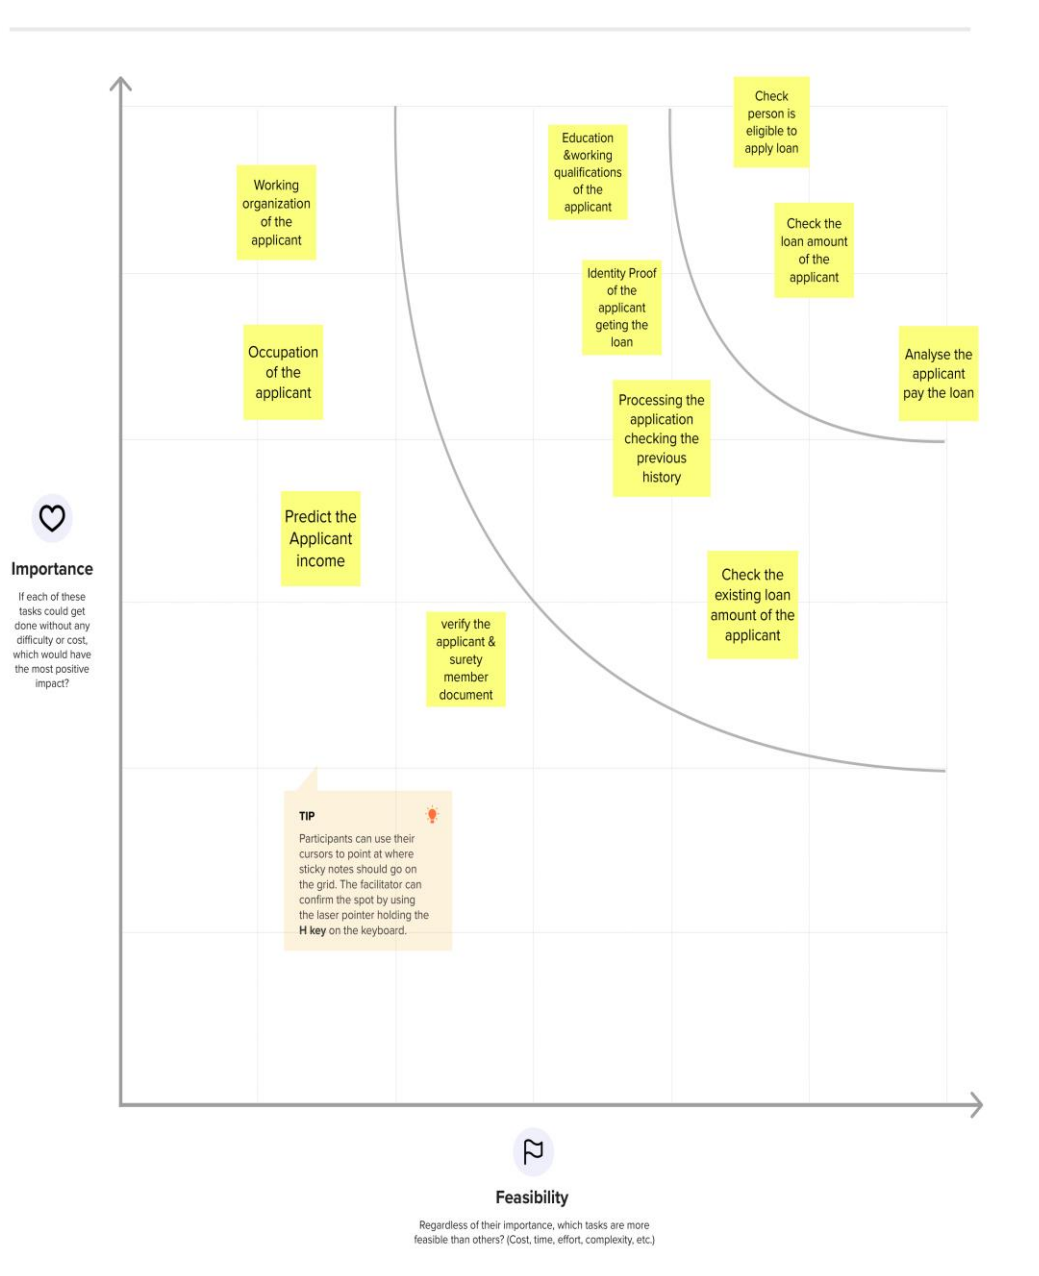 Check
person is
eligible to
apply loan
Education
&working
qualifications
of the
applicant
Working
organization
of the
applicant
Check the
loan amount
of the
applicant
Identity Proof
of the
applicant
geting the
loan
Occupation
of the
applicant
Analyse the
applicant
pay the loan
Processing the
application
checking the
previous
history
Predict the
Applicant
income
Check the
existing loan
amount of the
applicant
verify the
applicant &
surety
member
document
Importance
If each of these
tasks could get
done without any
difficulty or cost,
which would have
the most positive
impact?
TIP
Participants can use their
cursors to point at where
sticky notes should go on
the grid. The facilitator can
confirm the spot by using
the laser pointer holding the
H key on the keyboard.
Feasibility
Regardless of their importance, which tasks are more
feasible than others? (Cost, time, effort, complexity, etc.)